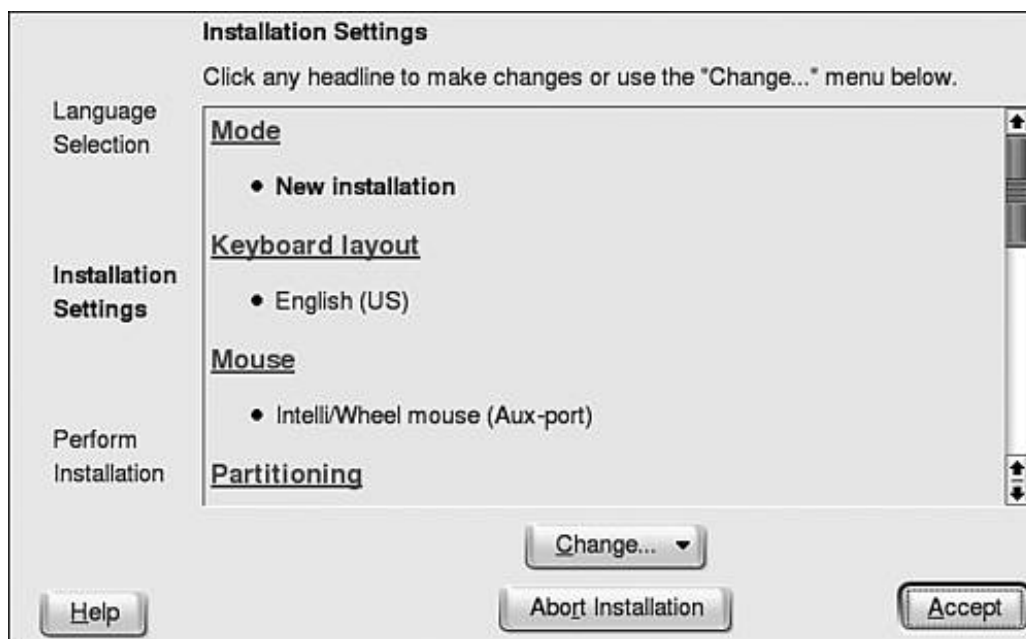 Installation Settings
Click any headline to make changes or use the "Change..." menu below.
Language
Selection
Installation
Settings
Perform
Installation
Mode
• New installation
Keyboard layout
• English (US)
Mouse
• Intelli/Wheel mouse (Aux-port)
Partitioning
Change...
Help
Abort Installation
Accept